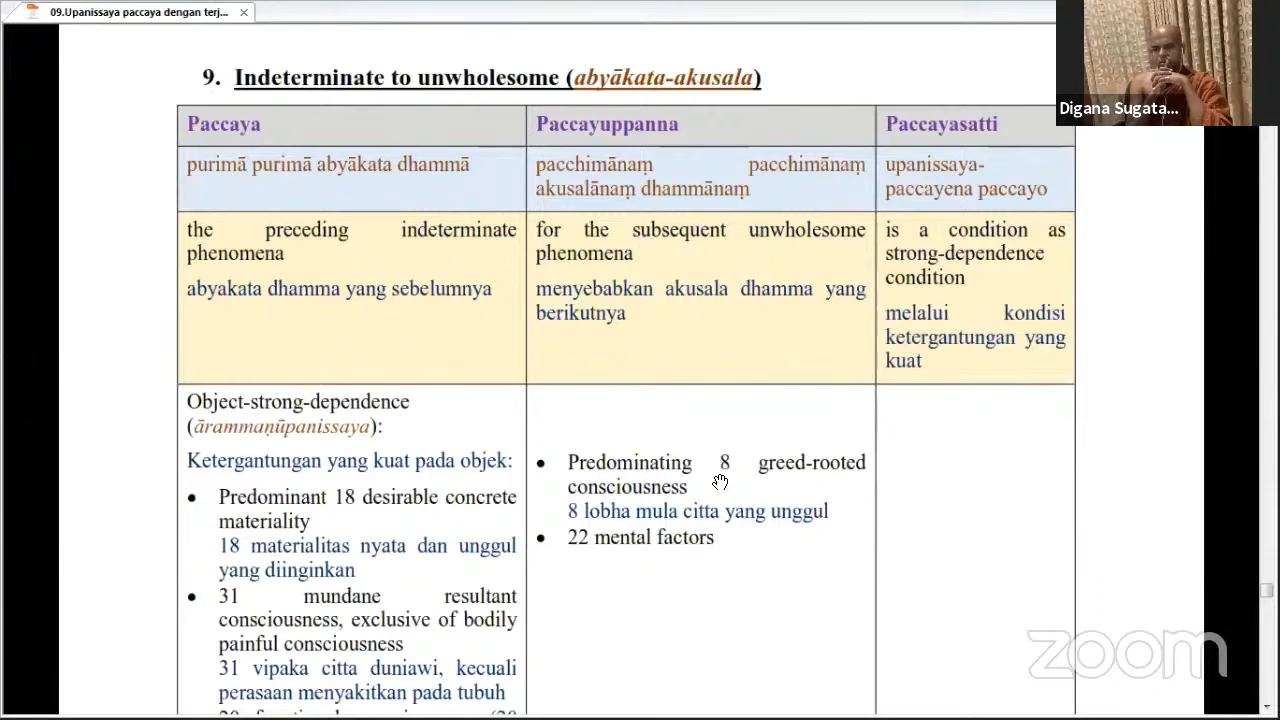 09.Upanissaya paccaya dengan terj...
9. Indeterminate to unwholesome (abyākata-akusala)
Digana Sugata...
Paccaya
Paccayuppanna
Paccayasatti
purimā purimā abyākata dhammā
pacchimānaṃ pacchimānaṃ
akusalānaṃ dhammānaṃ
upanissaya-
paccayena paccayo
the preceding indeterminate
phenomena
abyakata dhamma yang sebelumnya
for the subsequent unwholesome
phenomena
menyebabkan akusala dhamma yang
berikutnya
is a condition as
strong-dependence
condition
melalui kondisi
ketergantungan yang
kuat
Object-strong-dependence
(ārammaṇūpanissaya):
Ketergantungan yang kuat pada objek:
• Predominant 18 desirable concrete
materiality
18 materialitas nyata dan unggul
yang diinginkan
• 31 mundane resultant
consciousness, exclusive of bodily
painful consciousness
31 vipaka citta duniawi, kecuali
perasaan menyakitkan pada tubuh
• Predominating 8 greed-rooted
consciousness
8 lobha mula citta yang unggul
• 22 mental factors
zoom